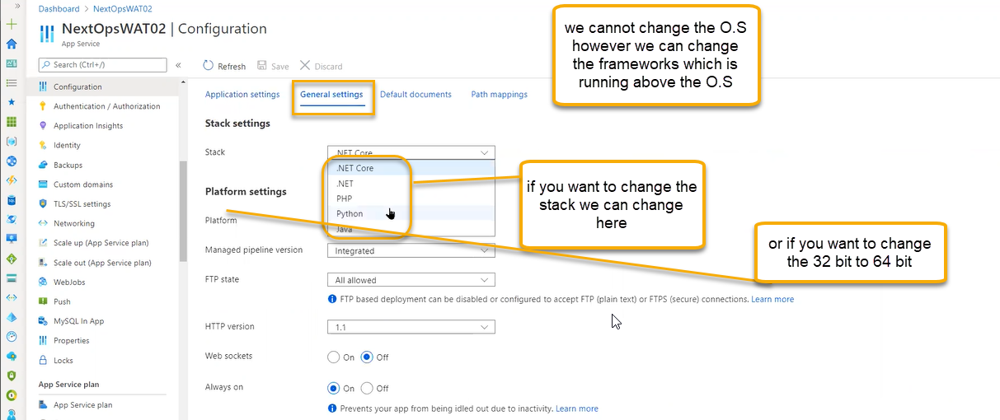 »
Dashboard > NextOpsWAT02
NextOpsWAT02 | Configuration
App Service
Search (Ctrl+/)
«
Configuration
Authentication / Authorization
Application Insights
Identity
Backups
Custom domains
TLS/SSL settings
Networking
Scale up (App Service plan)
Scale out (App Service plan)
WebJobs
Push
MySQL In App
Properties
Locks
App Service plan
App Service plan
Refresh Save Discard
Application settings General settings Default documents Path mappings
Stack settings
Stack .NET Core
.NET Core
.NET
PHP
Python
Java
Platform settings
Platform
Managed pipeline version Integrated
FTP state All allowed
FTP based deployment can be disabled or configured to accept FTP (plain text) or FTPS (secure) connections. Learn more
HTTP version 1.1
Web sockets On Off
Always on On Off
Prevents your app from being idled out due to inactivity. Learn more
we cannot change the O.S
however we can change
the frameworks which is
running above the O.S
if you want to change the
stack we can change
here
or if you want to change
the 32 bit to 64 bit